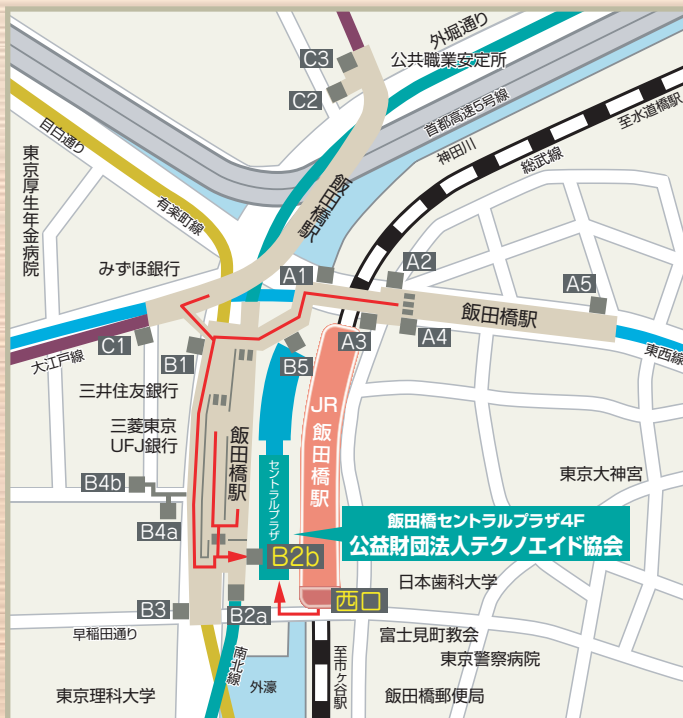 外堀通り
C3
公共職業安定所
C2
首都高速5号線
至水道橋駅
目白通り
神田川
総武線
東京厚生年金病院
有楽町線
飯田橋駅
みずほ銀行
A1
A2
A5
飯田橋駅
C1
大江戸線
B1
B5
A3
A4
東西線
三井住友銀行
JR飯田橋駅
三菱東京
UFJ銀行
飯田橋駅
セントラルプラザ
東京大神宮
B4b
B4a
飯田橋セントラルプラザ4F
公益財団法人テクノエイド協会
B2b
日本歯科大学
西口
B3
B2a
早稲田通り
富士見町教会
南北線
至市ヶ谷駅
東京警察病院
東京理科大学
外濠
飯田橋郵便局